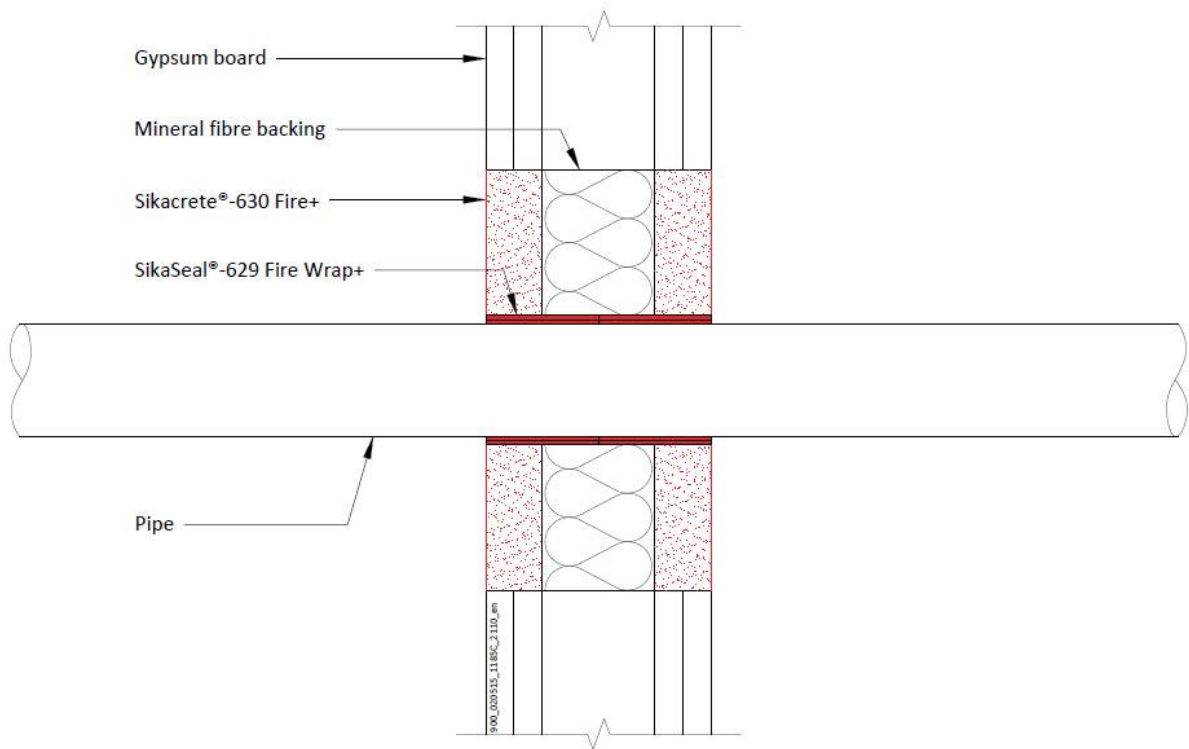 Gypsum board
Mineral fibre backing
Sikacrete®-630 Fire+
SikaSeal®-629 Fire Wrap+
Pipe
900_020515_1185C_2110_en